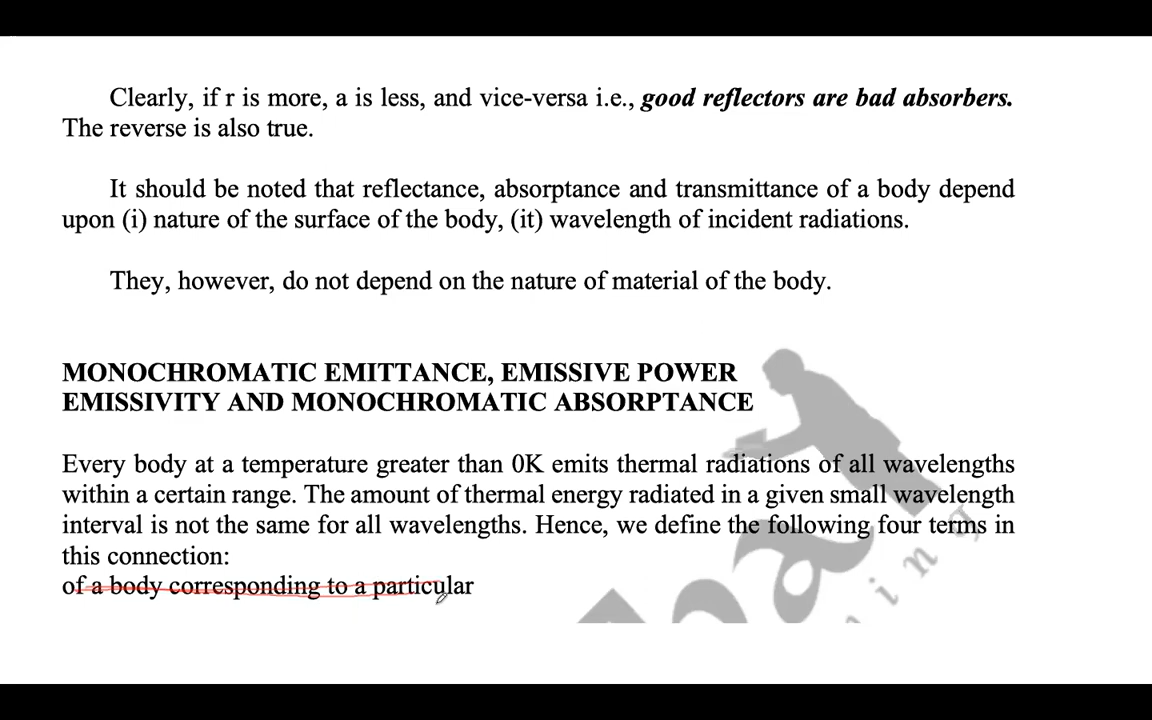 Clearly, if r is more, a is less, and vice-versa i.e., good reflectors are bad absorbers.
The reverse is also true.
It should be noted that reflectance, absorptance and transmittance of a body depend
upon (i) nature of the surface of the body, (it) wavelength of incident radiations.
They, however, do not depend on the nature of material of the body.
MONOCHROMATIC EMITTANCE, EMISSIVE POWER
EMISSIVITY AND MONOCHROMATIC ABSORPTANCE
Every body at a temperature greater than 0K emits thermal radiations of all wavelengths
within a certain range. The amount of thermal energy radiated in a given small wavelength
interval is not the same for all wavelengths. Hence, we define the following four terms in
this connection:
of a body corresponding to a particular